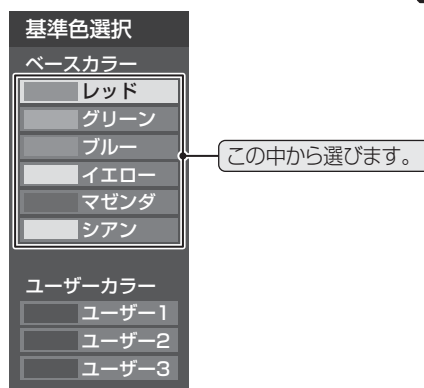 基準色選択
ベースカラー
レッド
グリーン
ブルー
イエロー
マゼンダ
シアン
この中から選びます。
ユーザーカラー
ユーザー1
ユーザー2
ユーザー3